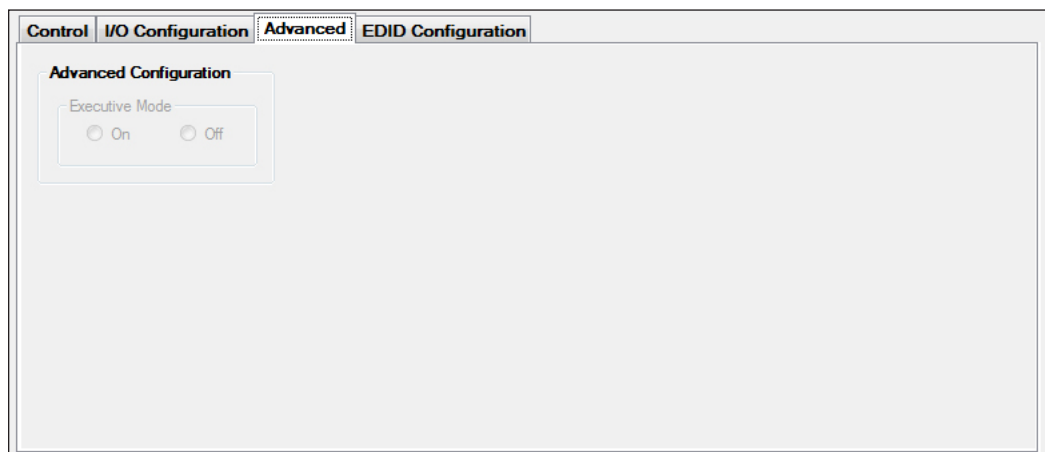 Control I/O Configuration Advanced EDID Configuration
Advanced Configuration
Executive Mode
On Off